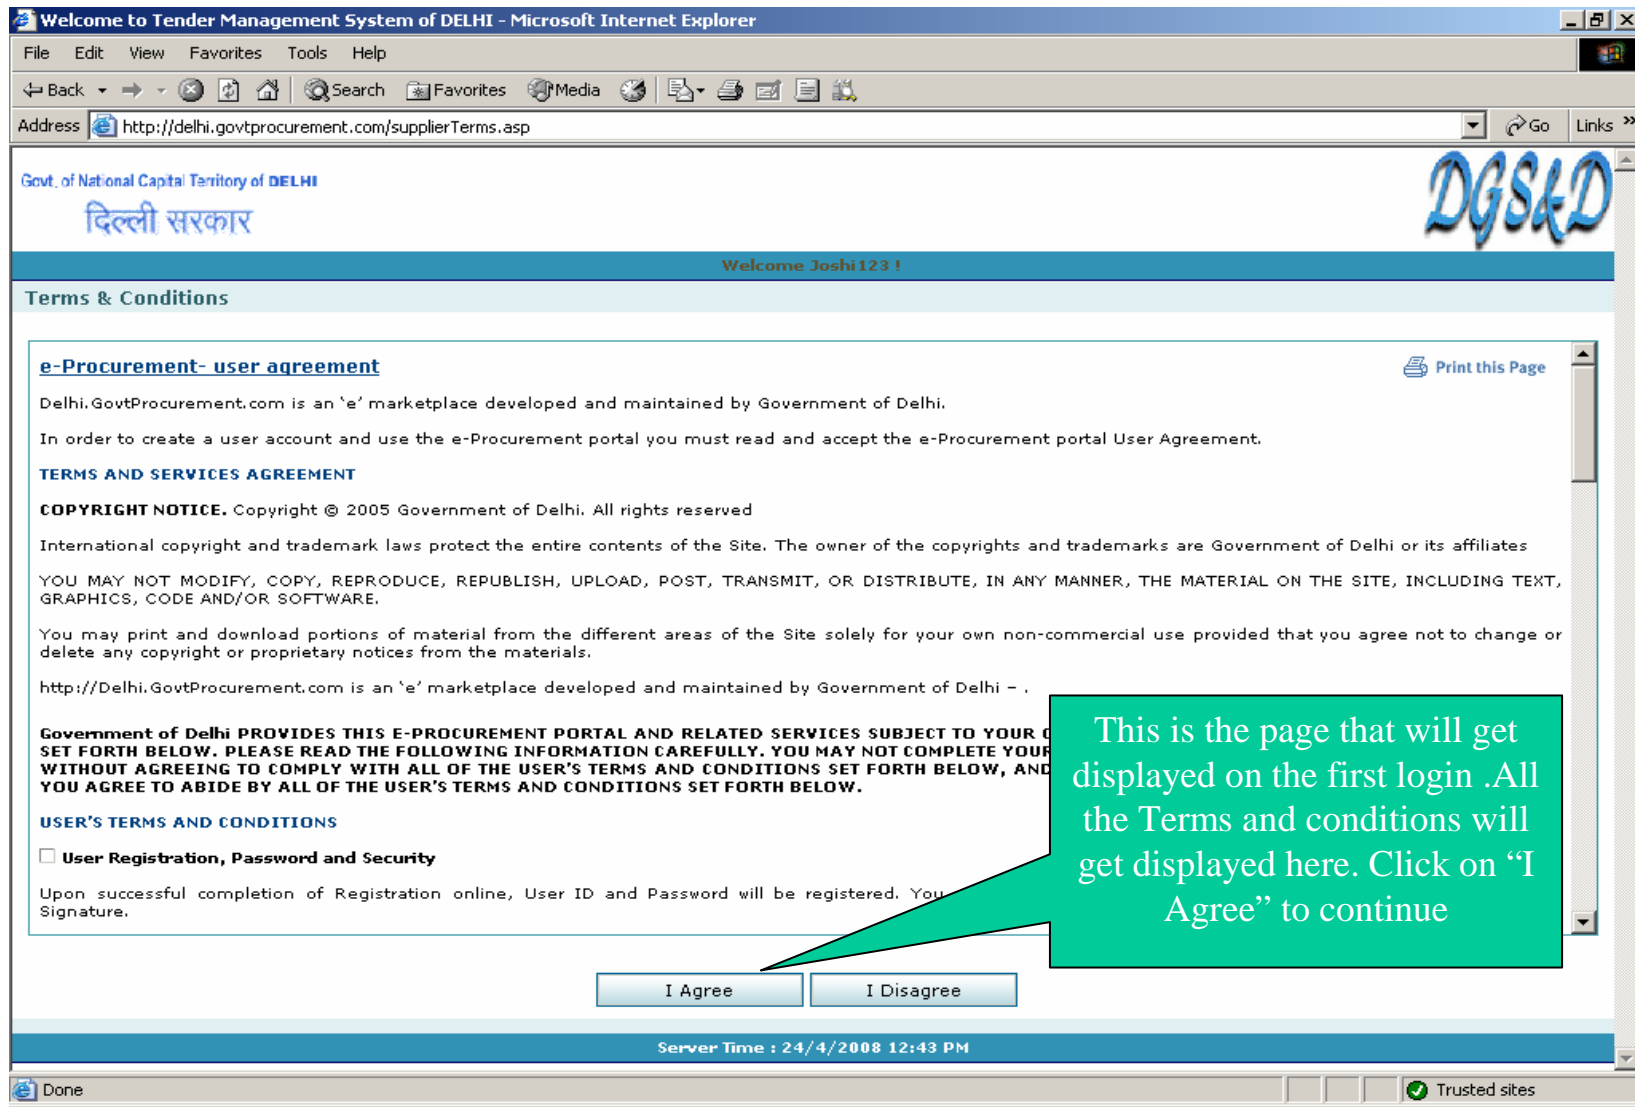 Welcome to Tender Management System of DELHI - Microsoft Internet Explorer
File Edit View Favorites Tools Help
Back Search Favorites Media
Address http://delhi.govtprocurement.com/supplierTerms.asp Go Links »
Govt. of National Capital Territory of DELHI
दिल्ली सरकार
DGS&D
Welcome Joshi123 !
Terms & Conditions
e-Procurement- user agreement
Print this Page
Delhi.GovtProcurement.com is an ‘e’ marketplace developed and maintained by Government of Delhi.
In order to create a user account and use the e-Procurement portal you must read and accept the e-Procurement portal User Agreement.
TERMS AND SERVICES AGREEMENT
COPYRIGHT NOTICE. Copyright © 2005 Government of Delhi. All rights reserved
International copyright and trademark laws protect the entire contents of the Site. The owner of the copyrights and trademarks are Government of Delhi or its affiliates
YOU MAY NOT MODIFY, COPY, REPRODUCE, REPUBLISH, UPLOAD, POST, TRANSMIT, OR DISTRIBUTE, IN ANY MANNER, THE MATERIAL ON THE SITE, INCLUDING TEXT,
GRAPHICS, CODE AND/OR SOFTWARE.
You may print and download portions of material from the different areas of the Site solely for your own non-commercial use provided that you agree not to change or
delete any copyright or proprietary notices from the materials.
http://Delhi.GovtProcurement.com is an ‘e’ marketplace developed and maintained by Government of Delhi – .
Government of Delhi PROVIDES THIS E-PROCUREMENT PORTAL AND RELATED SERVICES SUBJECT TO YOUR
SET FORTH BELOW. PLEASE READ THE FOLLOWING INFORMATION CAREFULLY. YOU MAY NOT COMPLETE YOUR
WITHOUT AGREEING TO COMPLY WITH ALL OF THE USER’S TERMS AND CONDITIONS SET FORTH BELOW, AND
YOU AGREE TO ABIDE BY ALL OF THE USER’S TERMS AND CONDITIONS SET FORTH BELOW.
USER’S TERMS AND CONDITIONS
User Registration, Password and Security
Upon successful completion of Registration online, User ID and Password will be registered. You
Signature.
This is the page that will get
displayed on the first login .All
the Terms and conditions will
get displayed here. Click on “I
Agree” to continue
I Agree I Disagree
Server Time : 24/4/2008 12:43 PM
Done Trusted sites